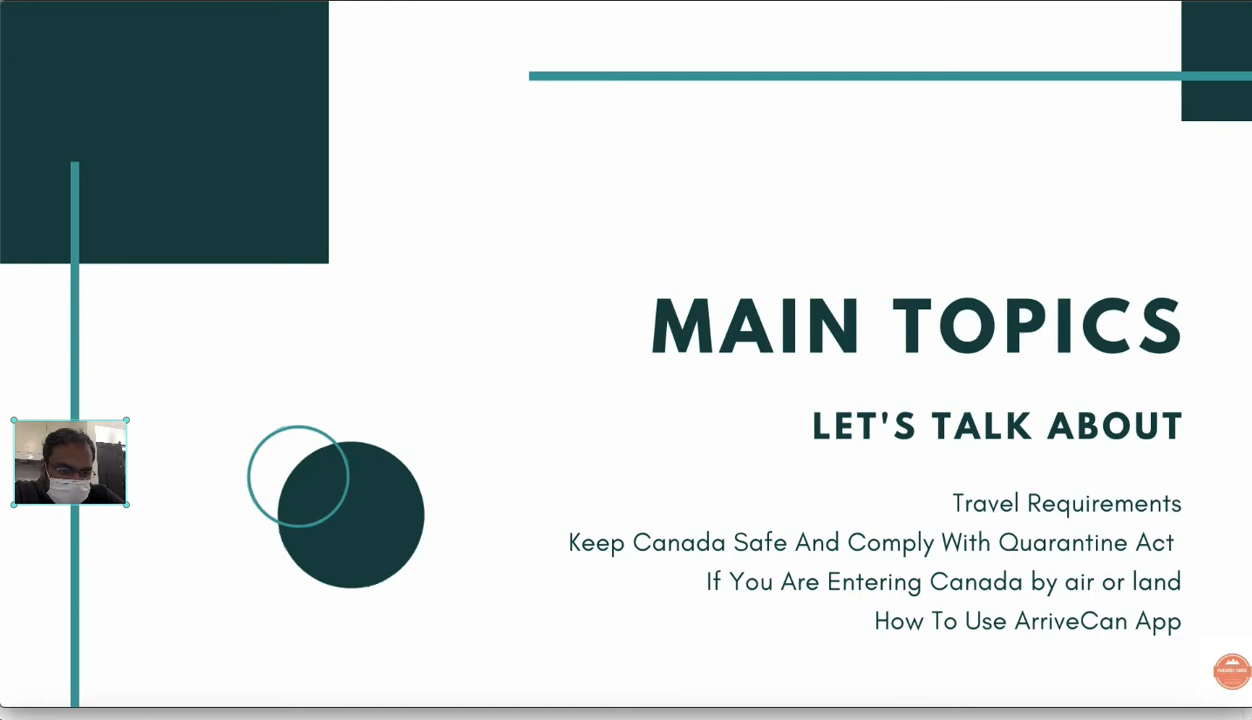 MAIN TOPICS
LET'S TALK ABOUT
Travel Requirements
Keep Canada Safe And Comply With Quarantine Act
If You Are Entering Canada by air or land
How To Use ArriveCan App